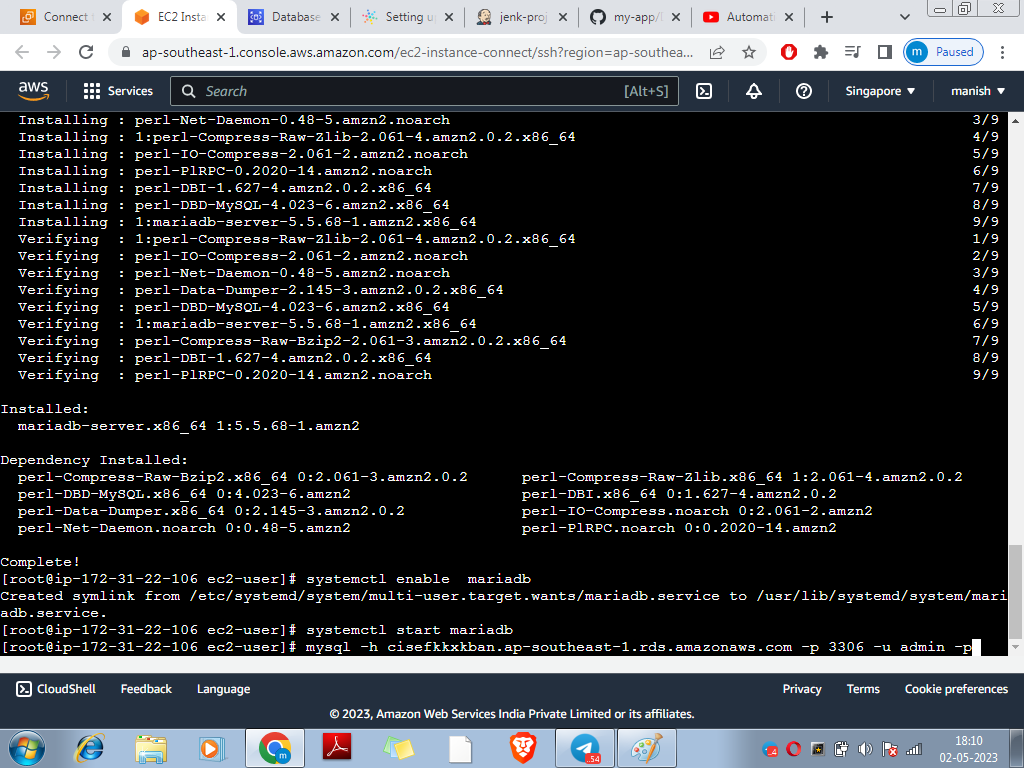 Connect
EC2 Insta
Database
Setting u
jenk-proj
my-app/
Automat
ap-southeast-1.console.aws.amazon.com/ec2-instance-connect/ssh?region=ap-southea...
m Paused
aws
Services
Search [Alt+S]
Singapore
manish
Installing : perl-Net-Daemon-0.48-5.amzn2.noarch 3/9
Installing : 1:perl-Compress-Raw-Zlib-2.061-4.amzn2.0.2.x86_64 4/9
Installing : perl-IO-Compress-2.061-2.amzn2.noarch 5/9
Installing : perl-PlRPC-0.2020-14.amzn2.noarch 6/9
Installing : perl-DBI-1.627-4.amzn2.0.2.x86_64 7/9
Installing : perl-DBD-MySQL-4.023-6.amzn2.x86_64 8/9
Installing : 1:mariadb-server-5.5.68-1.amzn2.x86_64 9/9
Verifying : 1:perl-Compress-Raw-Zlib-2.061-4.amzn2.0.2.x86_64 1/9
Verifying : perl-IO-Compress-2.061-2.amzn2.noarch 2/9
Verifying : perl-Net-Daemon-0.48-5.amzn2.noarch 3/9
Verifying : perl-Data-Dumper-2.145-3.amzn2.0.2.x86_64 4/9
Verifying : perl-DBD-MySQL-4.023-6.amzn2.x86_64 5/9
Verifying : 1:mariadb-server-5.5.68-1.amzn2.x86_64 6/9
Verifying : perl-Compress-Raw-Bzip2-2.061-3.amzn2.0.2.x86_64 7/9
Verifying : perl-DBI-1.627-4.amzn2.0.2.x86_64 8/9
Verifying : perl-PlRPC-0.2020-14.amzn2.noarch 9/9
Installed:
mariadb-server.x86_64 1:5.5.68-1.amzn2
Dependency Installed:
perl-Compress-Raw-Bzip2.x86_64 0:2.061-3.amzn2.0.2 perl-Compress-Raw-Zlib.x86_64 1:2.061-4.amzn2.0.2
perl-DBD-MySQL.x86_64 0:4.023-6.amzn2 perl-DBI.x86_64 0:1.627-4.amzn2.0.2
perl-Data-Dumper.x86_64 0:2.145-3.amzn2.0.2 perl-IO-Compress.noarch 0:2.061-2.amzn2
perl-Net-Daemon.noarch 0:0.48-5.amzn2 perl-PlRPC.noarch 0:0.2020-14.amzn2
Complete!
[root@ip-172-31-22-106 ec2-user]# systemctl enable  mariadb
Created symlink from /etc/systemd/system/multi-user.target.wants/mariadb.service to /usr/lib/systemd/system/mari
adb.service.
[root@ip-172-31-22-106 ec2-user]# systemctl start mariadb
[root@ip-172-31-22-106 ec2-user]# mysql -h cisefkkxkban.ap-southeast-1.rds.amazonaws.com -p 3306 -u admin -p
CloudShell Feedback Language Privacy Terms Cookie preferences
© 2023, Amazon Web Services India Private Limited or its affiliates.
18:10
02-05-2023